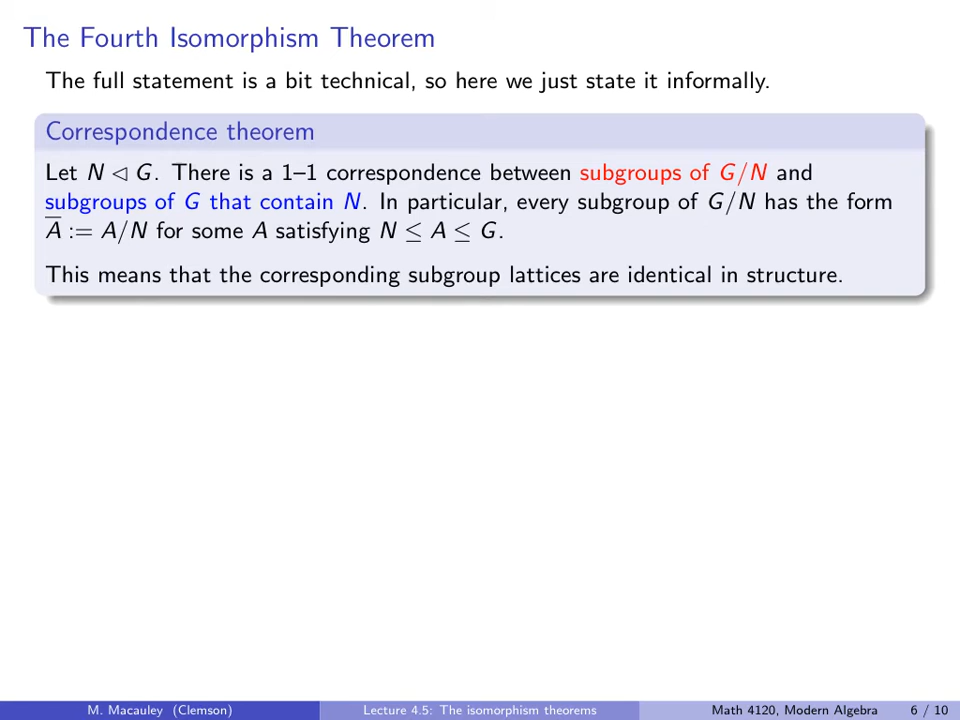 The Fourth Isomorphism Theorem
The full statement is a bit technical, so here we just state it informally.
Correspondence theorem
Let N ◁ G. There is a 1–1 correspondence between subgroups of G/N and
subgroups of G that contain N. In particular, every subgroup of G/N has the form
A̅ := A/N for some A satisfying N ≤ A ≤ G.
This means that the corresponding subgroup lattices are identical in structure.
M. Macauley (Clemson) Lecture 4.5: The isomorphism theorems Math 4120, Modern Algebra 6 / 10